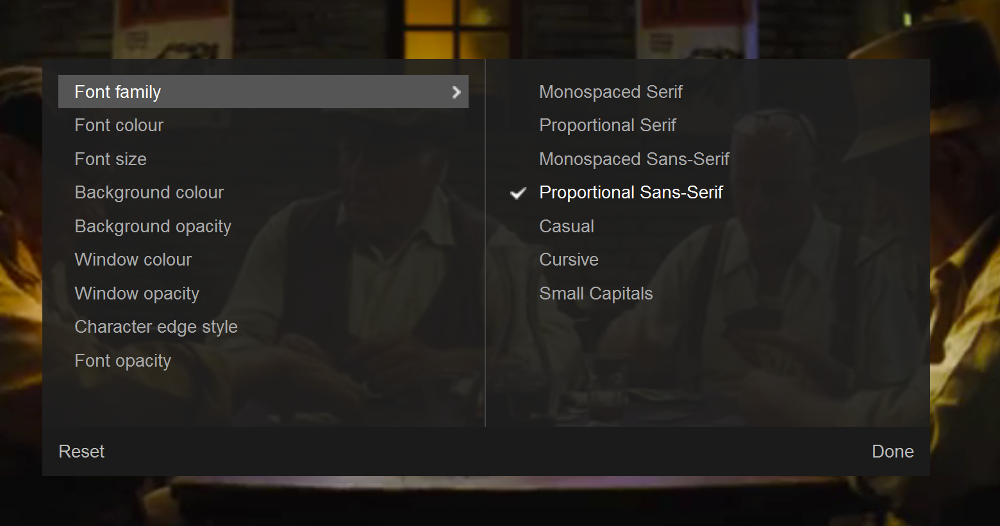 Font family
Font colour
Font size
Background colour
Background opacity
Window colour
Window opacity
Character edge style
Font opacity
Monospaced Serif
Proportional Serif
Monospaced Sans-Serif
Proportional Sans-Serif
Casual
Cursive
Small Capitals
Reset
Done